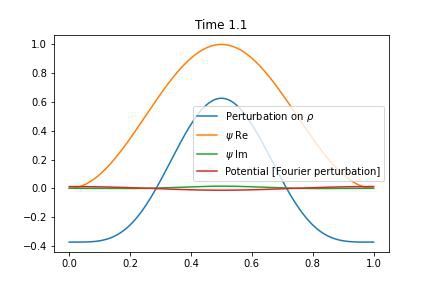 Time 1.1
1.0
0.8
0.6
0.4
0.2
0.0
−0.2
−0.4
Perturbation on ρ
ψ Re
ψ Im
Potential [Fourier perturbation]
0.0 0.2 0.4 0.6 0.8 1.0